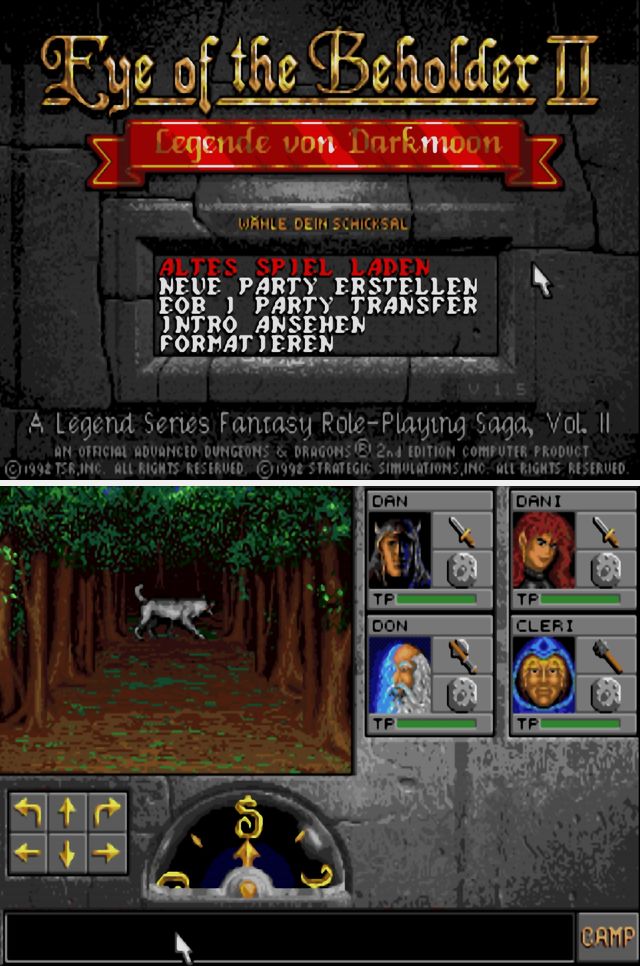 Eye of the Beholder II
Legende von Darkmoon
WÄHLE DEIN SCHICKSAL
ALTES SPIEL LADEN
NEUE PARTY ERSTELLEN
EOB I PARTY TRANSFER
INTRO ANSEHEN
FORMATIEREN
V 1.5
A Legend Series Fantasy Role-Playing Saga, Vol. II
AN OFFICIAL ADVANCED DUNGEONS & DRAGONS® 2nd EDITION COMPUTER PRODUCT
©1992 TSR,INC. ALL RIGHTS RESERVED. ©1992 STRATEGIC SIMULATIONS,INC. ALL RIGHTS RESERVED.
DAN DANI
TP TP
DON CLERI
TP TP
S
CAMP